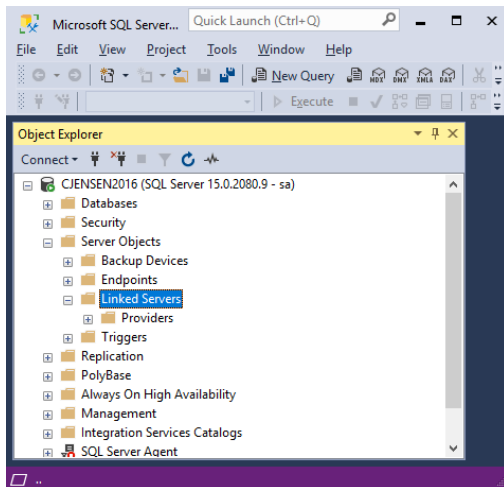 Microsoft SQL Server... Quick Launch (Ctrl+Q)
File Edit View Project Tools Window Help
New Query MDX DMX XMLA DAX
Execute
Object Explorer
Connect
CJENSEN2016 (SQL Server 15.0.2080.9 - sa)
Databases
Security
Server Objects
Backup Devices
Endpoints
Linked Servers
Providers
Triggers
Replication
PolyBase
Always On High Availability
Management
Integration Services Catalogs
SQL Server Agent
..